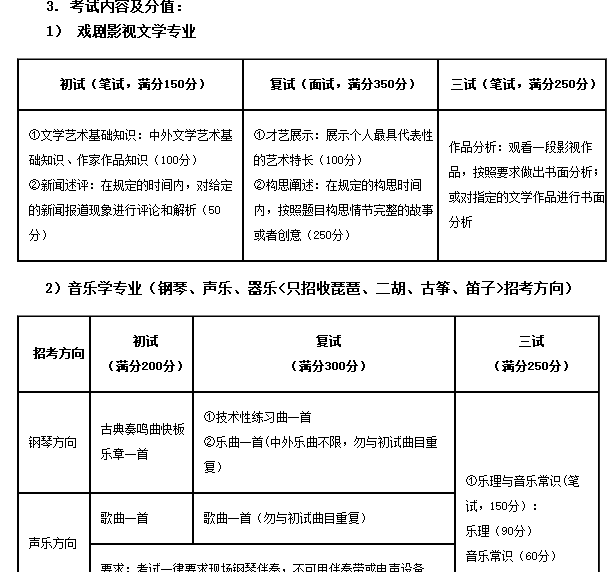 3. 考试内容及分值：
1） 戏剧影视文学专业
初试（笔试，满分150分）
复试（面试，满分350分）
三试（笔试，满分250分）
①文学艺术基础知识：中外文学艺术基
础知识、作家作品知识（100分）
②新闻述评：在规定的时间内，对给定
的新闻报道现象进行评论和解析（50
分）
①才艺展示：展示个人最具代表性
的艺术特长（100分）
②构思阐述：在规定的构思时间
内，按照题目构思情节完整的故事
或者创意（250分）
作品分析：观看一段影视作
品，按照要求做出书面分析；
或对指定的文学作品进行书面
分析
2）音乐学专业（钢琴、声乐、器乐<只招收琵琶、二胡、古筝、笛子>招考方向）
招考方向
初试
（满分200分）
复试
（满分300分）
三试
（满分250分）
钢琴方向
古典奏鸣曲快板
乐章一首
①技术性练习曲一首
②乐曲一首(中外乐曲不限，勿与初试曲目重
复）
①乐理与音乐常识(笔
试，150分）：
乐理（90分）
音乐常识（60分）
声乐方向
歌曲一首
歌曲一首（勿与初试曲目重复）
要求：考试一律要求现场钢琴伴奏，不可用伴奏带或电声设备